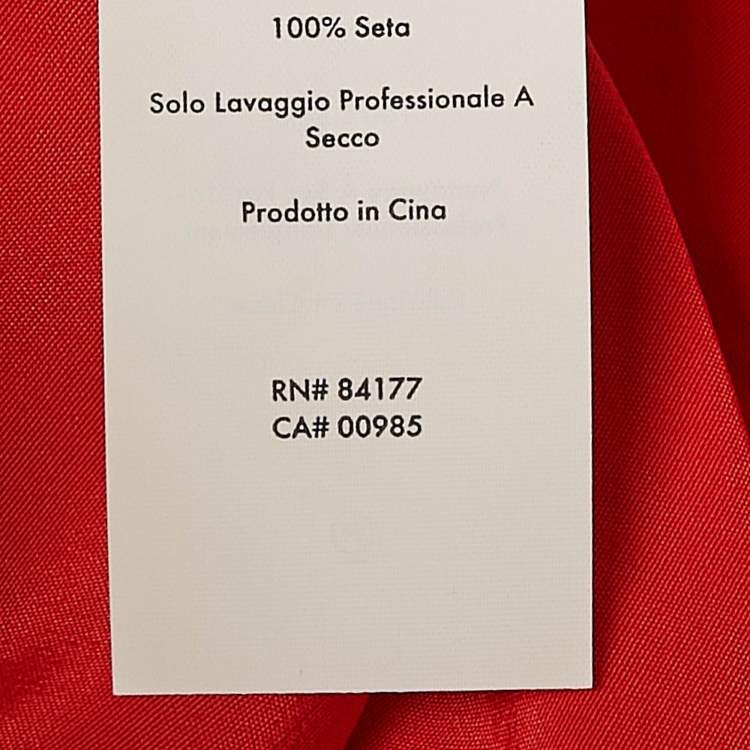 100% Seta
Solo Lavaggio Professionale A
Secco
Prodotto in Cina
RN# 84177
CA# 00985